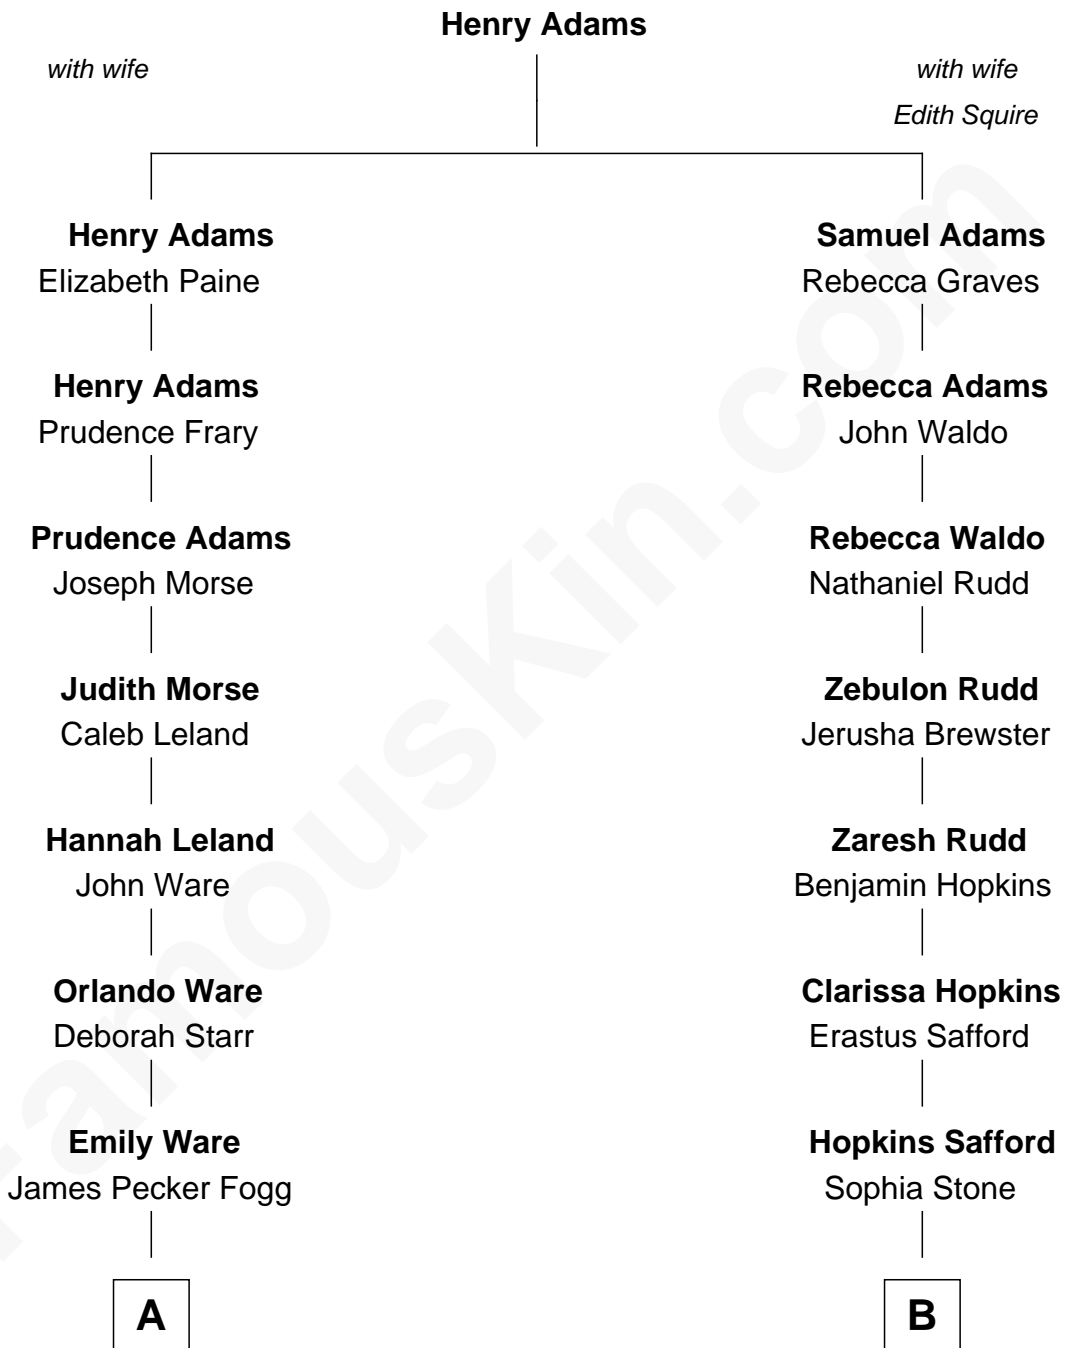 Henry Adams
with wife
with wife
Edith Squire
Henry Adams
Elizabeth Paine
Samuel Adams
Rebecca Graves
Henry Adams
Prudence Frary
Rebecca Adams
John Waldo
Prudence Adams
Joseph Morse
Rebecca Waldo
Nathaniel Rudd
Judith Morse
Caleb Leland
Zebulon Rudd
Jerusha Brewster
Hannah Leland
John Ware
Zaresh Rudd
Benjamin Hopkins
Orlando Ware
Deborah Starr
Clarissa Hopkins
Erastus Safford
Emily Ware
James Pecker Fogg
Hopkins Safford
Sophia Stone
A
B
FamousKin.com